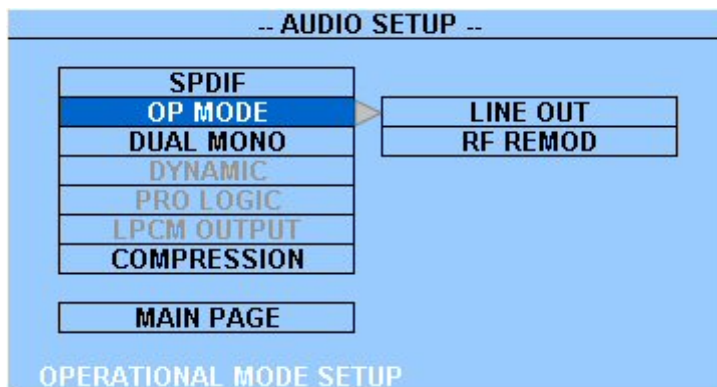 -- AUDIO SETUP --
SPDIF
OP MODE
LINE OUT
DUAL MONO
RF REMOD
DYNAMIC
PRO LOGIC
LPCM OUTPUT
COMPRESSION
MAIN PAGE
OPERATIONAL MODE SETUP